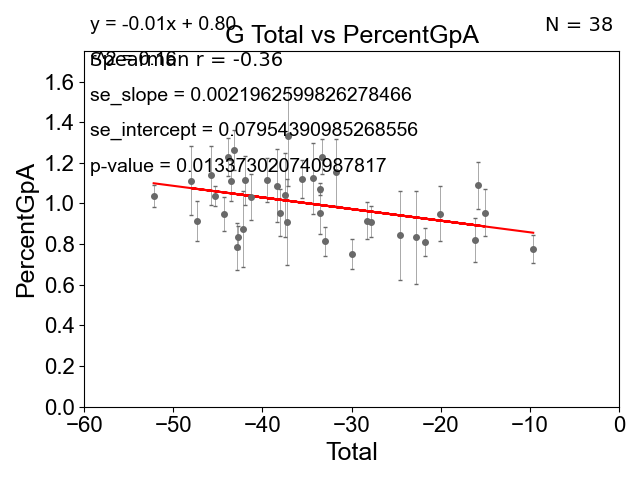 y = -0.01x + 0.80
N = 38
G Total vs PercentGpA
Spearman r = -0.36
se_slope = 0.0021962599826278466
se_intercept = 0.07954390985268556
p-value = 0.013373020740987817
PercentGpA
1.6
1.4
1.2
1.0
0.8
0.6
0.4
0.2
0.0
−60
−50
−40
−30
−20
−10
0
Total